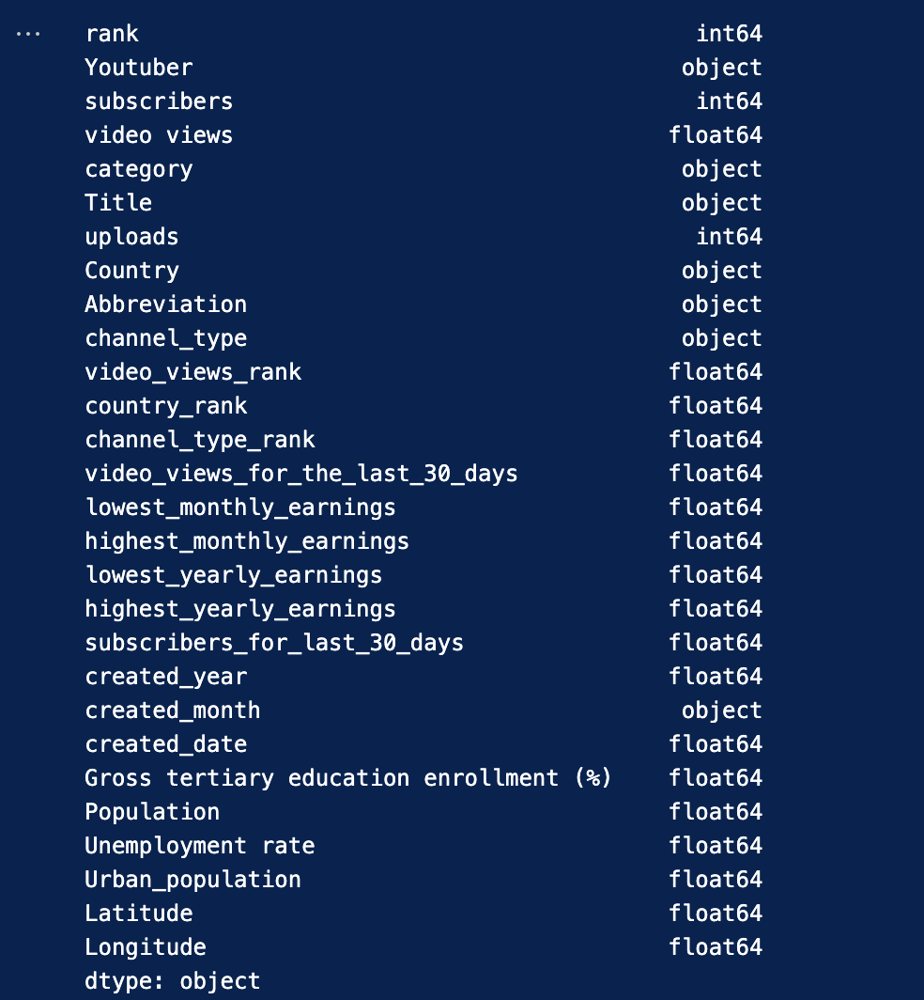 ... rank int64
Youtuber object
subscribers int64
video views float64
category object
Title object
uploads int64
Country object
Abbreviation object
channel_type object
video_views_rank float64
country_rank float64
channel_type_rank float64
video_views_for_the_last_30_days float64
lowest_monthly_earnings float64
highest_monthly_earnings float64
lowest_yearly_earnings float64
highest_yearly_earnings float64
subscribers_for_last_30_days float64
created_year float64
created_month object
created_date float64
Gross tertiary education enrollment (%) float64
Population float64
Unemployment rate float64
Urban_population float64
Latitude float64
Longitude float64
dtype: object